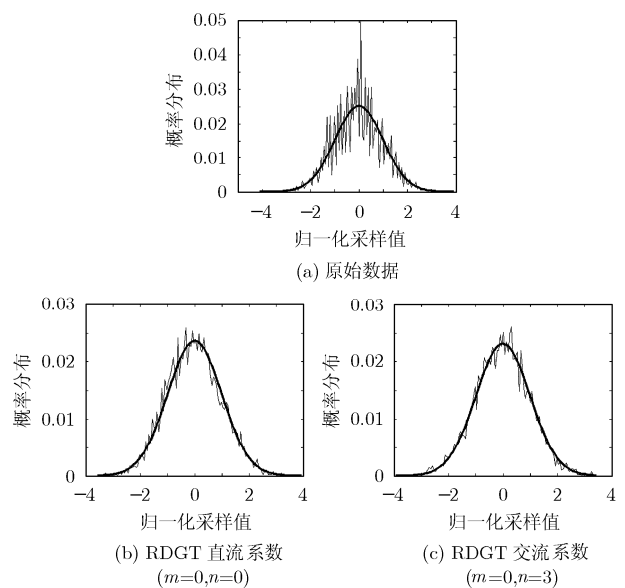 0.05
0.04
0.03
0.02
0.01
0
概率分布
−4 −2 0 2 4
归一化采样值
(a) 原始数据
0.03
0.02
0.01
0
概率分布
−4 −2 0 2 4
归一化采样值
(b) RDGT 直流系数
(m=0,n=0)
0.03
0.02
0.01
0
概率分布
−4 −2 0 2 4
归一化采样值
(c) RDGT 交流系数
(m=0,n=3)